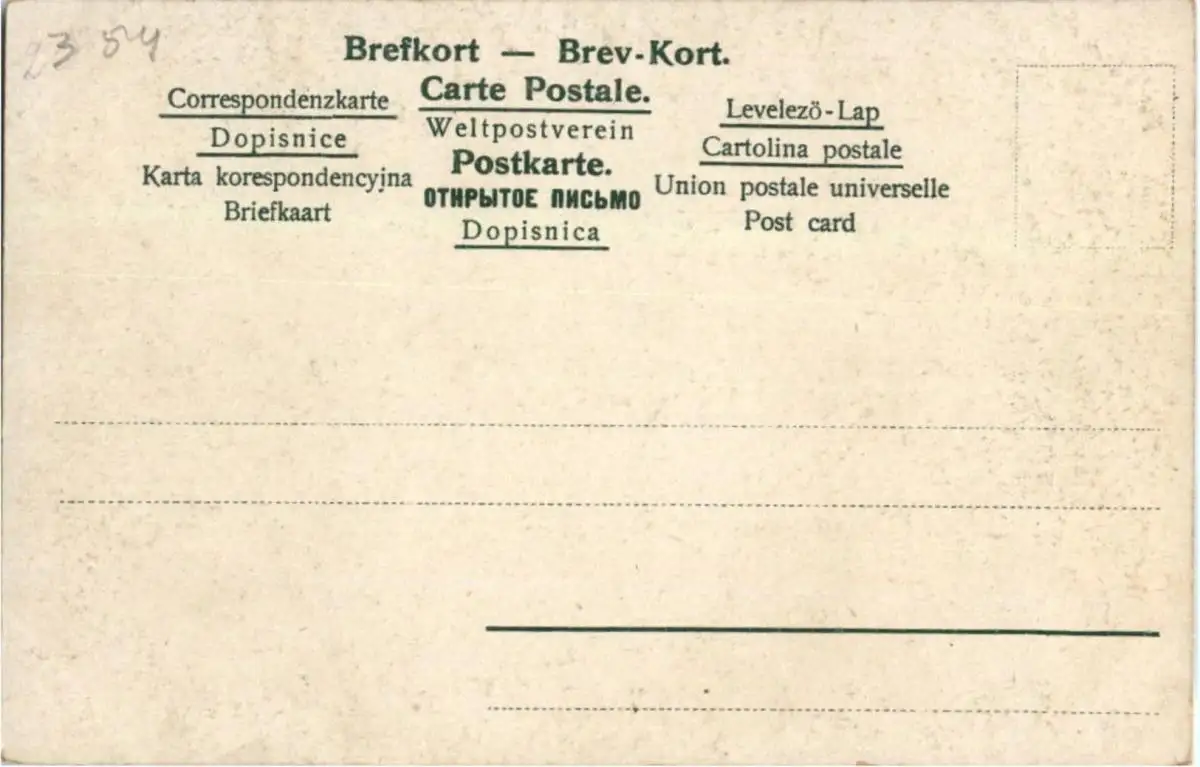 23 54
Brefkort — Brev-Kort.
Carte Postale.
Correspondenzkarte
Dopisnice
Karta korespondencyjna
Briefkaart
Weltpostverein
Postkarte.
ОТКРЫТОЕ ПИСЬМО
Dopisnica
Levelezö-Lap
Cartolina postale
Union postale universelle
Post card